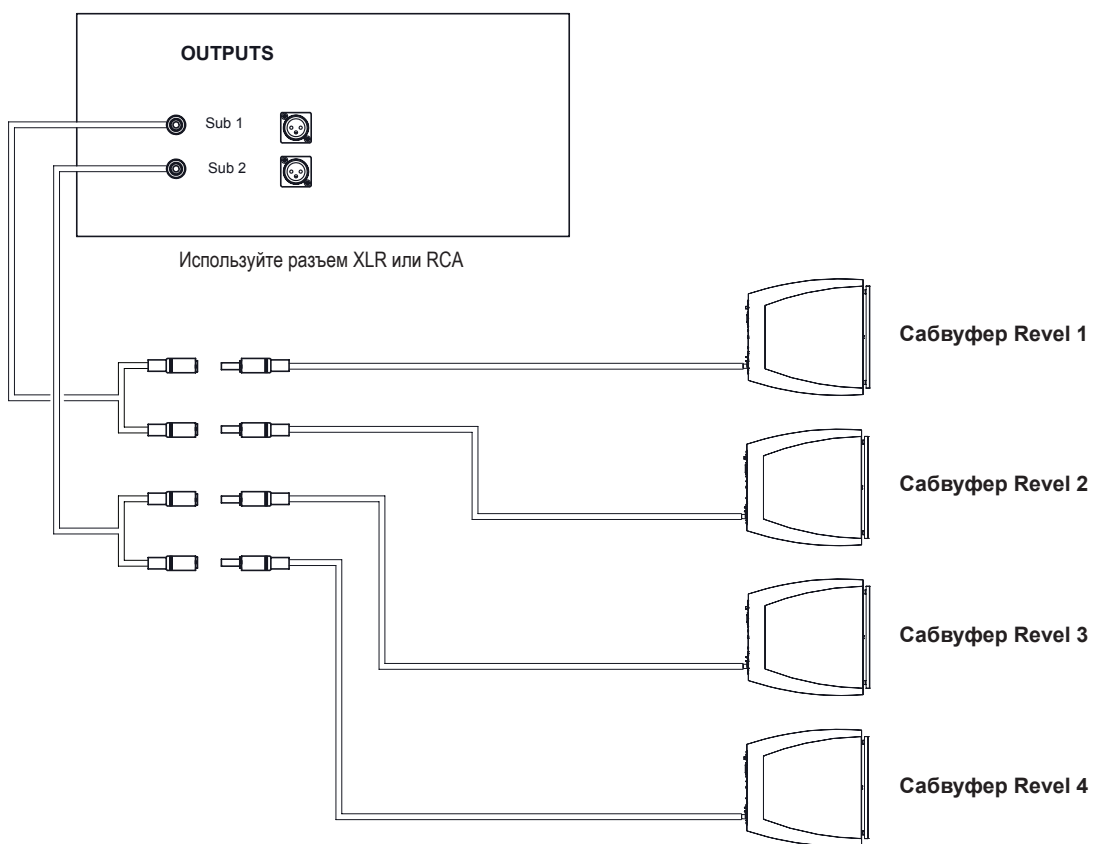 OUTPUTS
Sub 1
Sub 2
Используйте разъем XLR или RCA
Сабвуфер Revel 1
Сабвуфер Revel 2
Сабвуфер Revel 3
Сабвуфер Revel 4